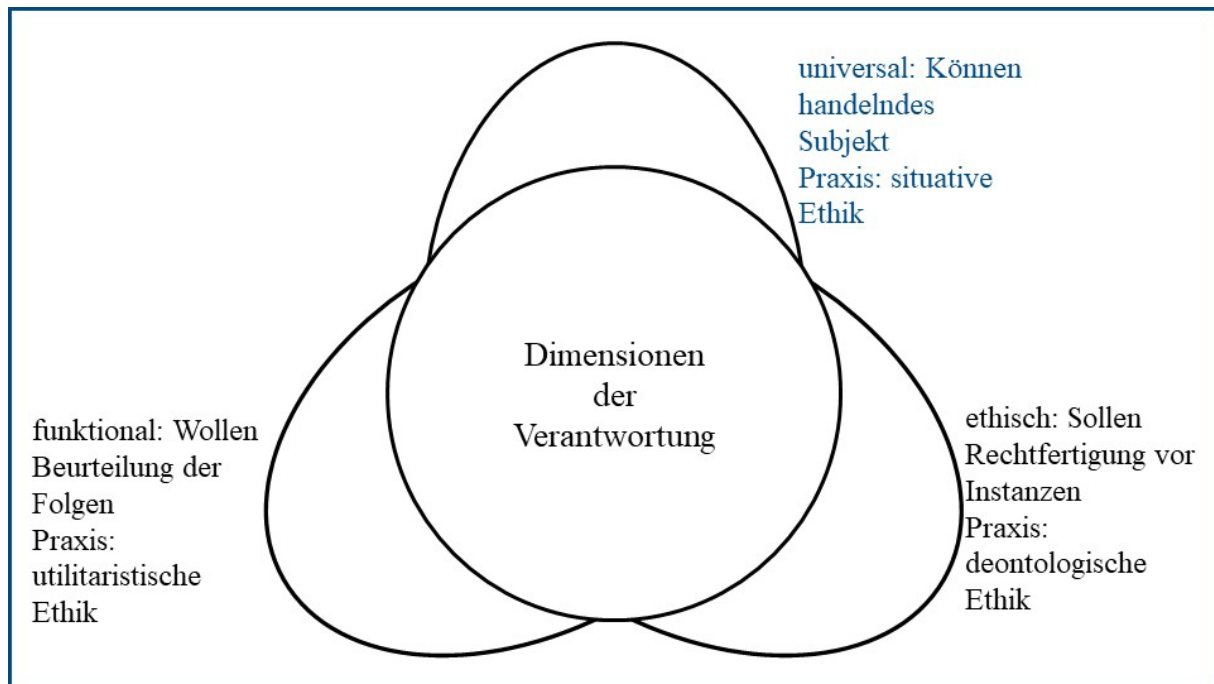 universal: Können
handelndes
Subjekt
Praxis: situative
Ethik
Dimensionen
der
Verantwortung
funktional: Wollen
Beurteilung der
Folgen
Praxis:
utilitaristische
Ethik
ethisch: Sollen
Rechtfertigung vor
Instanzen
Praxis:
deontologische
Ethik